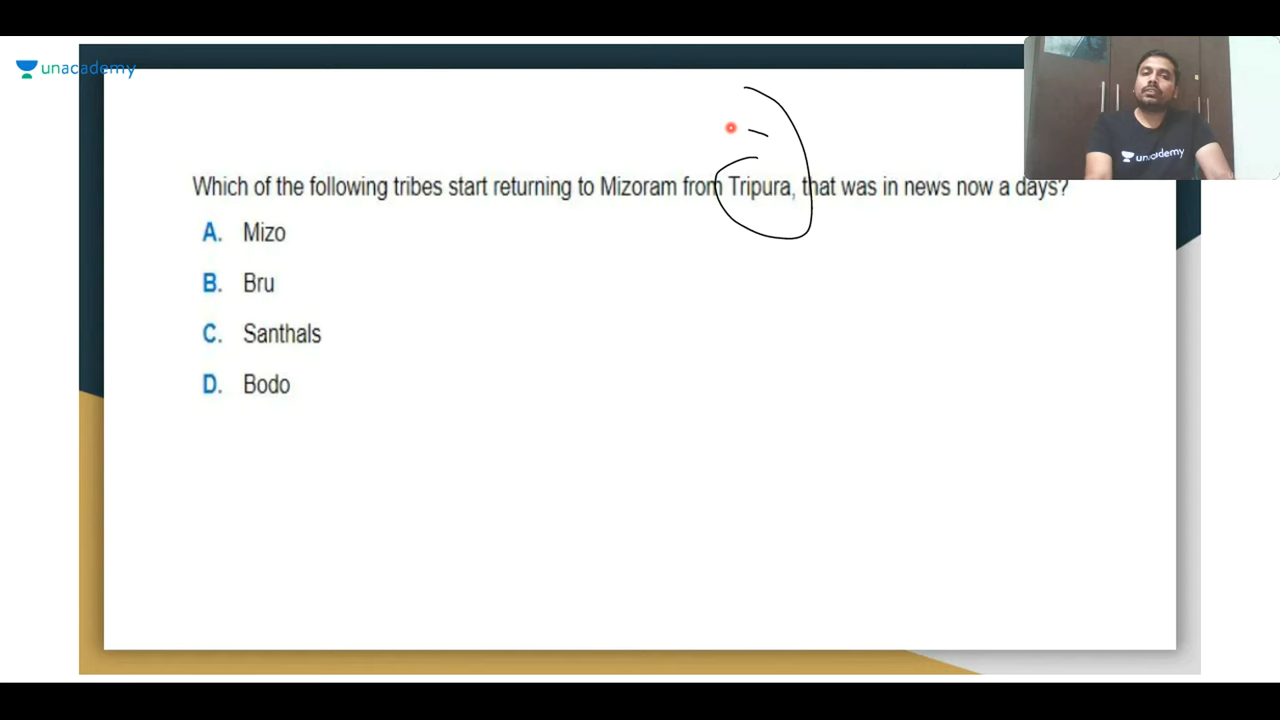 unacademy
unacademy
Which of the following tribes start returning to Mizoram from Tripura, that was in news now a days?
A. Mizo
B. Bru
C. Santhals
D. Bodo